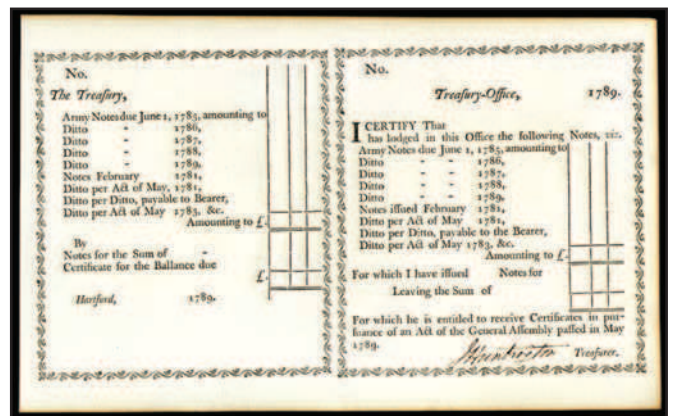 No.
The Treaſury,
Army Notes due June 1, 1785, amounting to
Ditto - 1786,
Ditto - 1787,
Ditto - 1788,
Ditto - 1789,
Notes February 1781,
Ditto per Act of May, 1781,
Ditto per Ditto, payable to Bearer,
Ditto per Act of May 1783, &c.
Amounting to £.
By
Notes for the Sum of -
Certificate for the Ballance due
£.
Hartford, 1789.
No.
Treaſury-Office, 1789.
I CERTIFY That
has lodged in this Office the following Notes, viz.
Army Notes due June 1, 1785, amounting to
Ditto - - 1786,
Ditto - - 1787,
Ditto - - 1788,
Ditto - - 1789,
Notes iſſued February 1781,
Ditto per Act of May 1781,
Ditto per Ditto, payable to the Bearer,
Ditto per Act of May 1783, &c.
Amounting to £.
For which I have iſſued Notes for
Leaving the Sum of
For which he is entitled to receive Certificates in pur-
ſuance of an Act of the General Aſſembly paſſed in May
1789.
JHuntington Treaſurer.